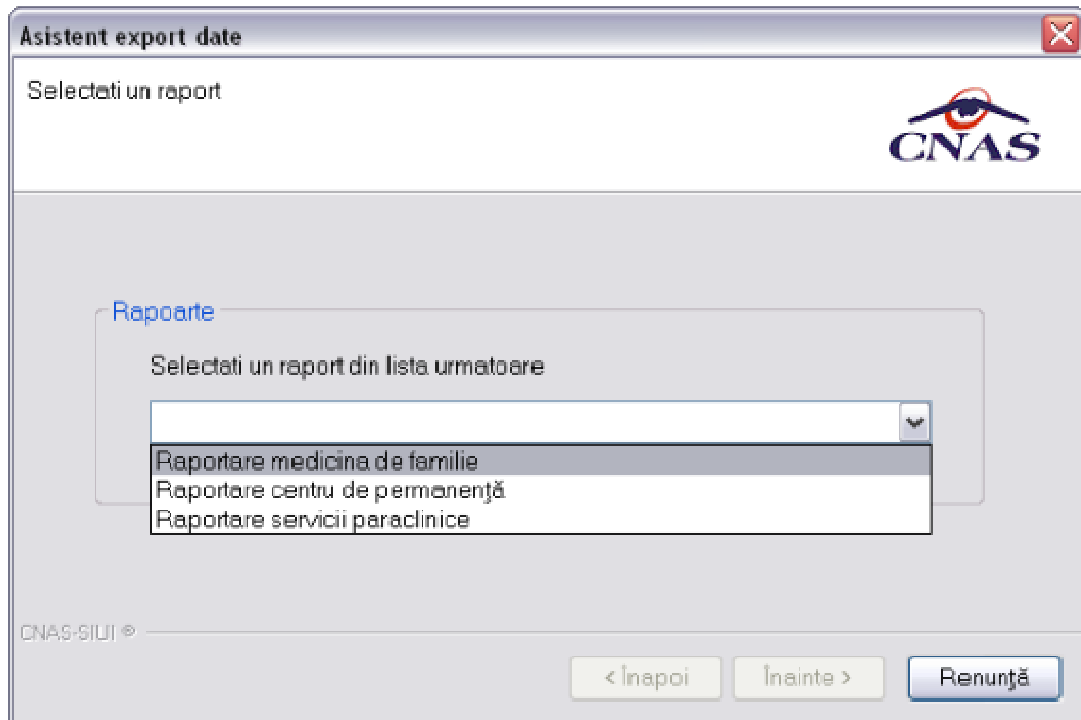 Asistent export date
Selectati un raport
CNAS
Rapoarte
Selectati un raport din lista urmatoare
Raportare medicina de familie
Raportare centru de permanenţă
Raportare servicii paraclinice
CNAS-SIUI ®
< Înapoi
Înainte >
Renunţă